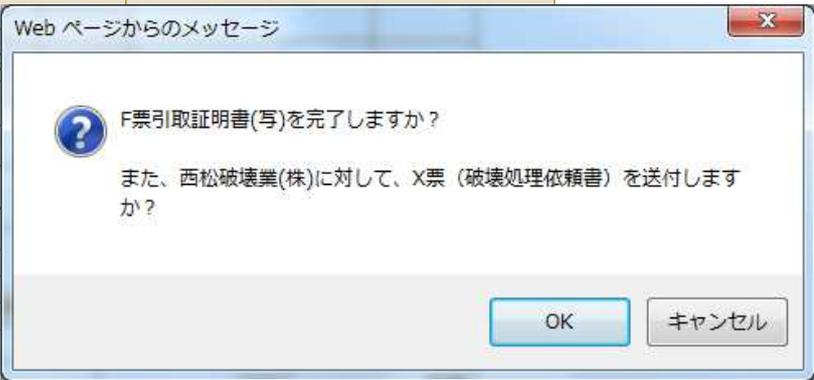 Web ページからのメッセージ
F票引取証明書(写)を完了しますか？
また、西松破壊業(株)に対して、X票（破壊処理依頼書）を送付します
か？
OK
キャンセル